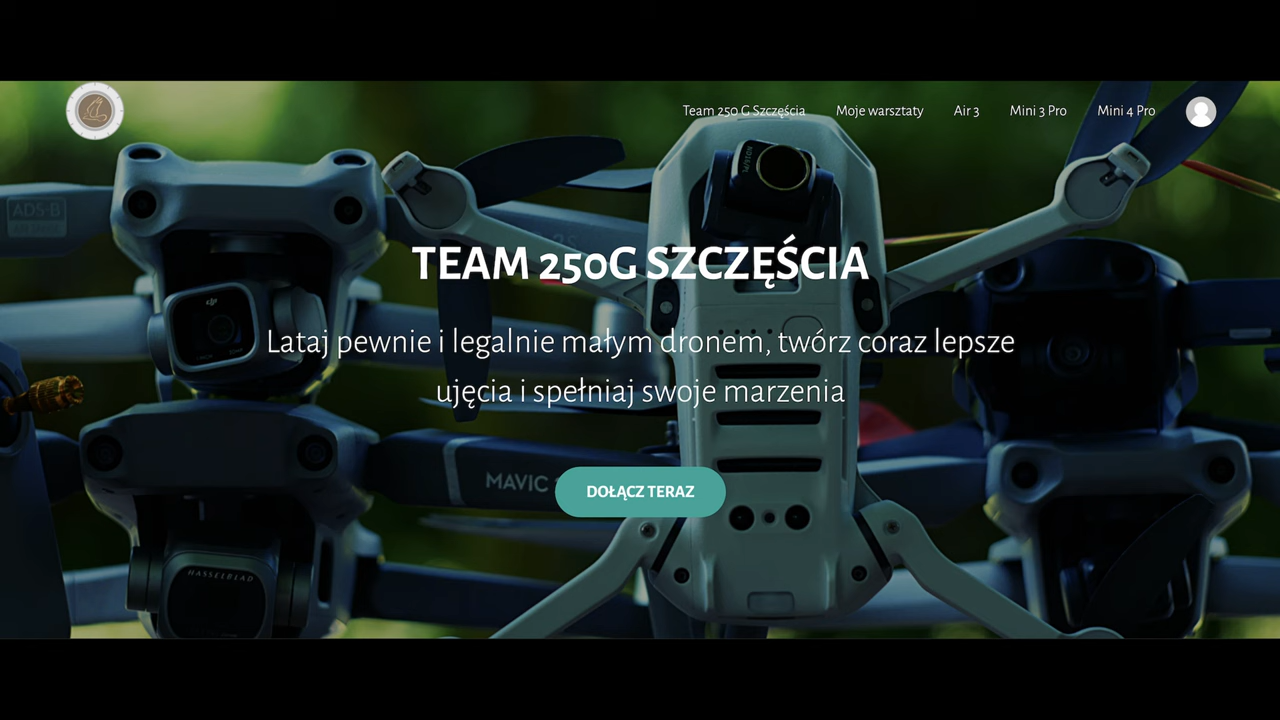 Team 250 G Szczęścia
Moje warsztaty
Air 3
Mini 3 Pro
Mini 4 Pro
ADS-B
TEAM 250G SZCZĘŚCIA
dji
Lataj pewnie i legalnie małym dronem, twórz coraz lepsze
ujęcia i spełniaj swoje marzenia
MAVIC
DOŁĄCZ TERAZ
HASSELBLAD